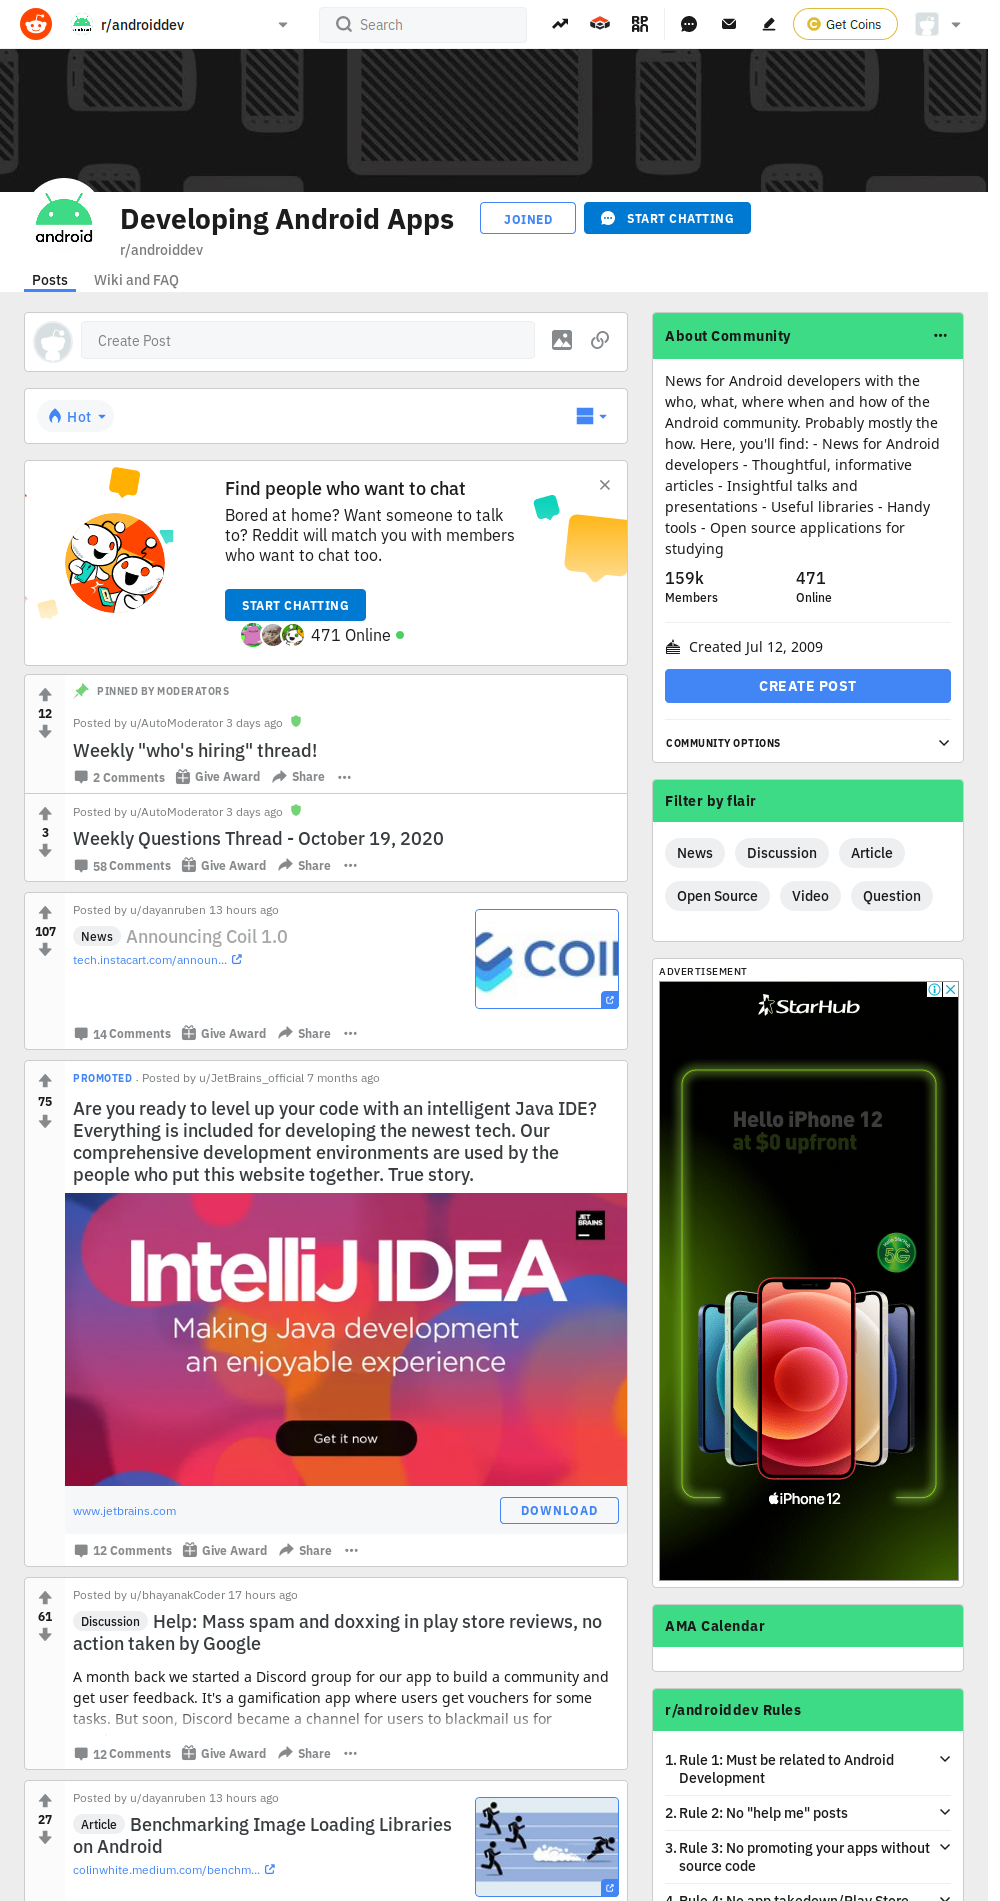 r/androiddev
Search
RPAN
Get Coins
android
Developing Android Apps
JOINED
START CHATTING
r/androiddev
Posts
Wiki and FAQ
Create Post
Hot
Find people who want to chat
Bored at home? Want someone to talk
to? Reddit will match you with members
who want to chat too.
START CHATTING
471 Online
PINNED BY MODERATORS
12
Posted by u/AutoModerator 3 days ago
Weekly "who's hiring" thread!
2 Comments
Give Award
Share
Posted by u/AutoModerator 3 days ago
3
Weekly Questions Thread - October 19, 2020
58 Comments
Give Award
Share
Posted by u/dayanruben 13 hours ago
107
News
Announcing Coil 1.0
tech.instacart.com/announ...
COIL
14 Comments
Give Award
Share
PROMOTED · Posted by u/JetBrains_official 7 months ago
75
Are you ready to level up your code with an intelligent Java IDE?
Everything is included for developing the newest tech. Our
comprehensive development environments are used by the
people who put this website together. True story.
JET
BRAINS
IntelliJ IDEA
Making Java development
an enjoyable experience
Get it now
www.jetbrains.com
DOWNLOAD
12 Comments
Give Award
Share
Posted by u/bhayanakCoder 17 hours ago
61
Discussion
Help: Mass spam and doxxing in play store reviews, no
action taken by Google
A month back we started a Discord group for our app to build a community and
get user feedback. It's a gamification app where users get vouchers for some
tasks. But soon, Discord became a channel for users to blackmail us for
12 Comments
Give Award
Share
Posted by u/dayanruben 13 hours ago
27
Article
Benchmarking Image Loading Libraries
on Android
colinwhite.medium.com/benchm...
About Community
News for Android developers with the
who, what, where when and how of the
Android community. Probably mostly the
how. Here, you'll find: - News for Android
developers - Thoughtful, informative
articles - Insightful talks and
presentations - Useful libraries - Handy
tools - Open source applications for
studying
159k
471
Members
Online
Created Jul 12, 2009
CREATE POST
COMMUNITY OPTIONS
Filter by flair
News
Discussion
Article
Open Source
Video
Question
ADVERTISEMENT
StarHub
Hello iPhone 12
at $0 upfront
5G
iPhone 12
AMA Calendar
r/androiddev Rules
1. Rule 1: Must be related to Android
Development
2. Rule 2: No "help me" posts
3. Rule 3: No promoting your apps without
source code
4. Rule 4: No app takedown/Play Store